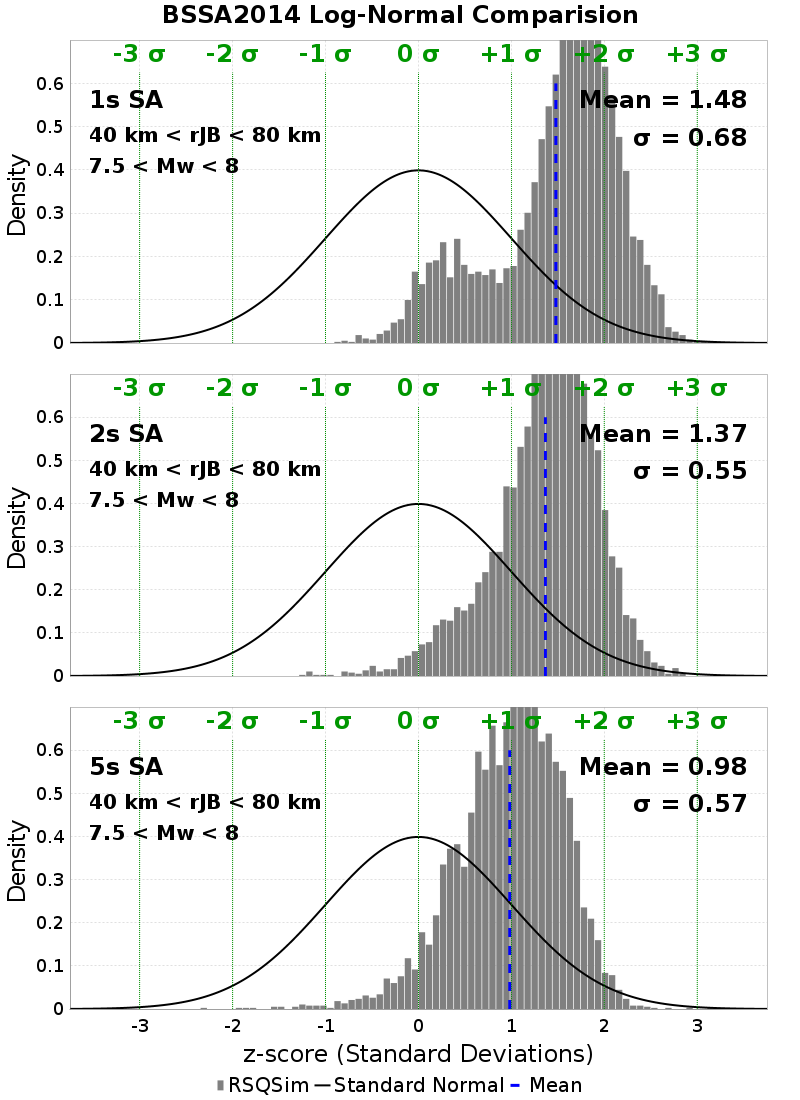 BSSA2014 Log-Normal Comparision
-3 σ -2 σ -1 σ 0 σ +1 σ +2 σ +3 σ
0.6
0.5
0.4
0.3
0.2
0.1
0
Density
1s SA
40 km < rJB < 80 km
7.5 < Mw < 8
Mean = 1.48
σ = 0.68
-3 σ -2 σ -1 σ 0 σ +1 σ +2 σ +3 σ
0.6
0.5
0.4
0.3
0.2
0.1
0
Density
2s SA
40 km < rJB < 80 km
7.5 < Mw < 8
Mean = 1.37
σ = 0.55
-3 σ -2 σ -1 σ 0 σ +1 σ +2 σ +3 σ
0.6
0.5
0.4
0.3
0.2
0.1
0
Density
5s SA
40 km < rJB < 80 km
7.5 < Mw < 8
Mean = 0.98
σ = 0.57
-3 -2 -1 0 1 2 3
z-score (Standard Deviations)
RSQSim Standard Normal Mean